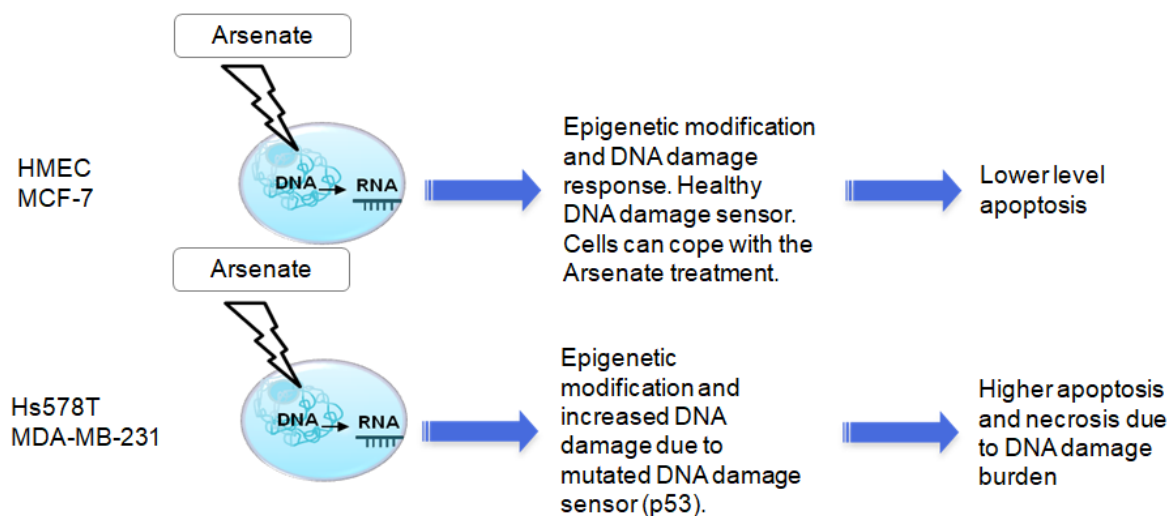 Arsenate
HMEC
MCF-7
DNA
RNA
Epigenetic modification
and DNA damage
response. Healthy
DNA damage sensor.
Cells can cope with the
Arsenate treatment.
Lower level
apoptosis
Arsenate
Hs578T
MDA-MB-231
DNA
RNA
Epigenetic
modification and
increased DNA
damage due to
mutated DNA damage
sensor (p53).
Higher apoptosis
and necrosis due
to DNA damage
burden